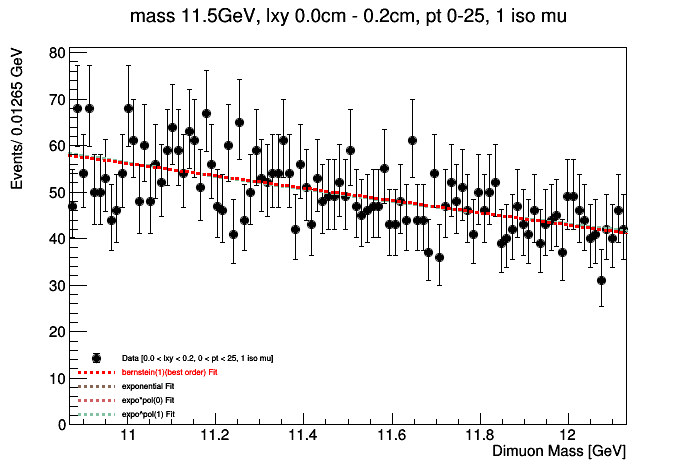 mass 11.5GeV, lxy 0.0cm - 0.2cm, pt 0-25, 1 iso mu
Events/ 0.01265 GeV
80
70
60
50
40
30
20
10
0
Data [0.0 < lxy < 0.2, 0 < pt < 25, 1 iso mu]
bernstein(1)(best order) Fit
exponential Fit
expo*pol(0) Fit
expo*pol(1) Fit
11 11.2 11.4 11.6 11.8 12
Dimuon Mass [GeV]